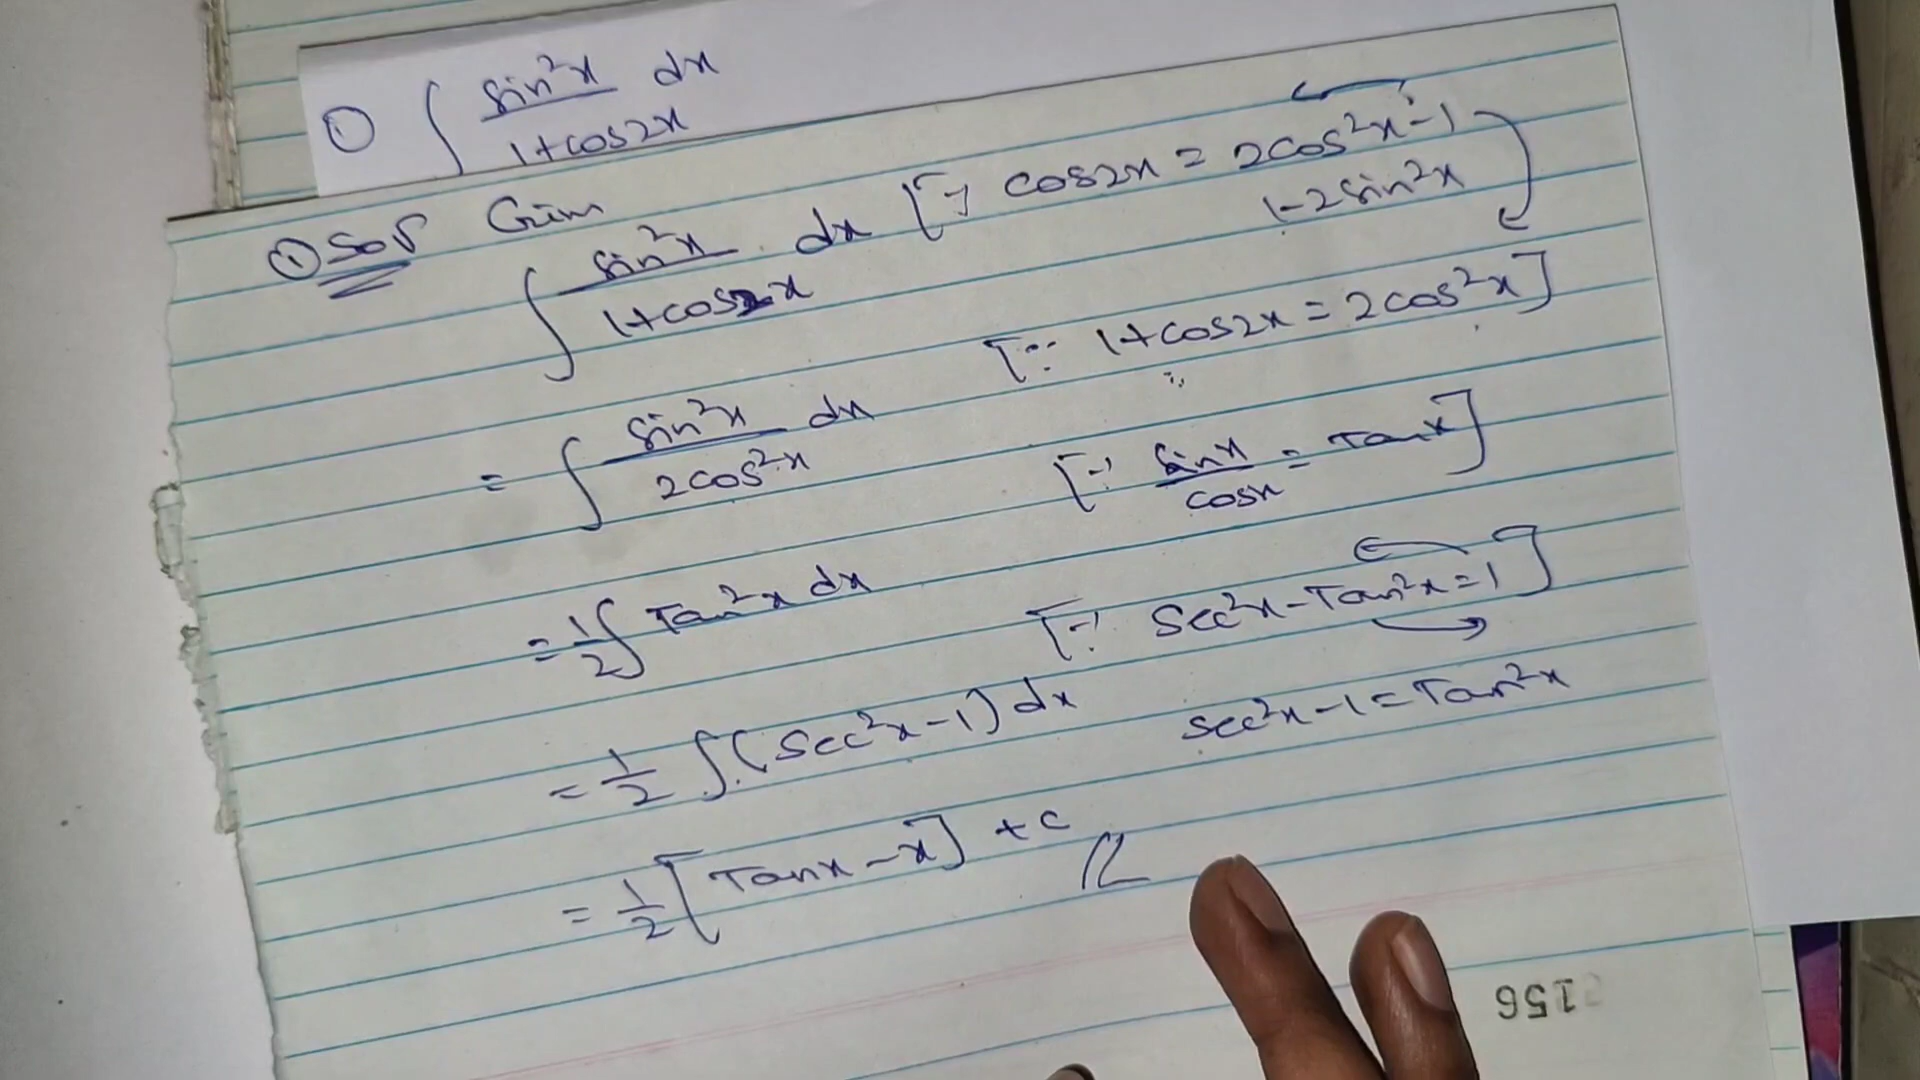 ① ∫ sin²x / 1+cos2x dx
① Sol Given
∫ sin²x / 1+cos2x dx [∵ cos2x = 2cos²x-1
1-2sin²x
[∵ 1+cos2x = 2cos²x]
= ∫ sin²x / 2cos²x dx
[∵ sinx / cosx = Tanx]
= 1/2 ∫ Tan²x dx
[∵ Sec²x-Tan²x=1]
= 1/2 ∫ (Sec²x-1) dx
sec²x-1=Tan²x
= 1/2 [Tanx-x] +c
156